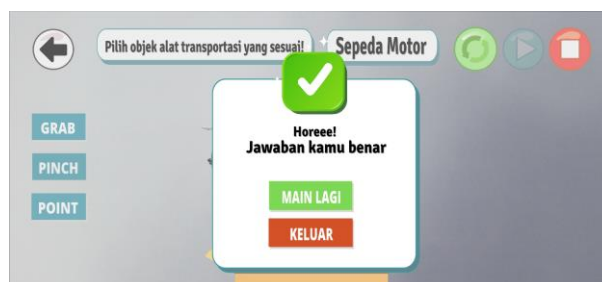 Pilih objek alat transportasi yang sesuai!
Sepeda Motor
GRAB
PINCH
POINT
Horeee!
Jawaban kamu benar
MAIN LAGI
KELUAR